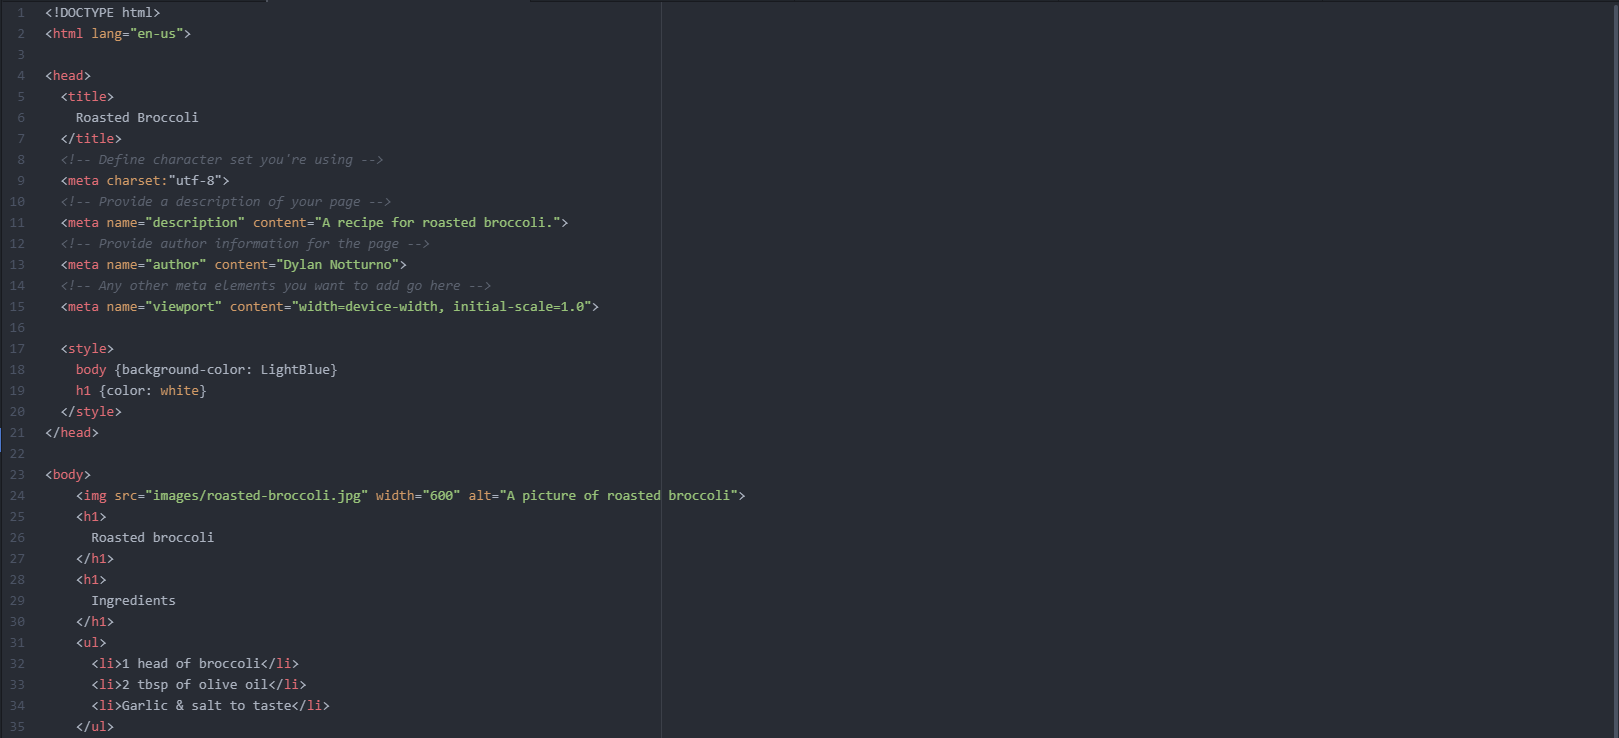 1 <!DOCTYPE html>
2 <html lang="en-us">
3
4 <head>
5   <title>
6     Roasted Broccoli
7   </title>
8   <!-- Define character set you're using -->
9   <meta charset:"utf-8">
10   <!-- Provide a description of your page -->
11   <meta name="description" content="A recipe for roasted broccoli.">
12   <!-- Provide author information for the page -->
13   <meta name="author" content="Dylan Notturno">
14   <!-- Any other meta elements you want to add go here -->
15   <meta name="viewport" content="width=device-width, initial-scale=1.0">
16
17   <style>
18     body {background-color: LightBlue}
19     h1 {color: white}
20   </style>
21 </head>
22
23 <body>
24     <img src="images/roasted-broccoli.jpg" width="600" alt="A picture of roasted broccoli">
25     <h1>
26       Roasted broccoli
27     </h1>
28     <h1>
29       Ingredients
30     </h1>
31     <ul>
32       <li>1 head of broccoli</li>
33       <li>2 tbsp of olive oil</li>
34       <li>Garlic & salt to taste</li>
35     </ul>